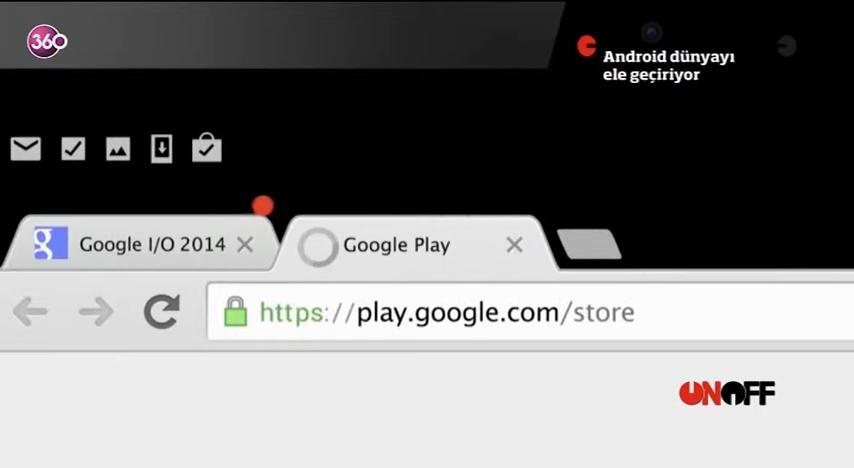 360
Android dünyayı
ele geçiriyor
Google I/O 2014
Google Play
https://play.google.com/store
ONOFF